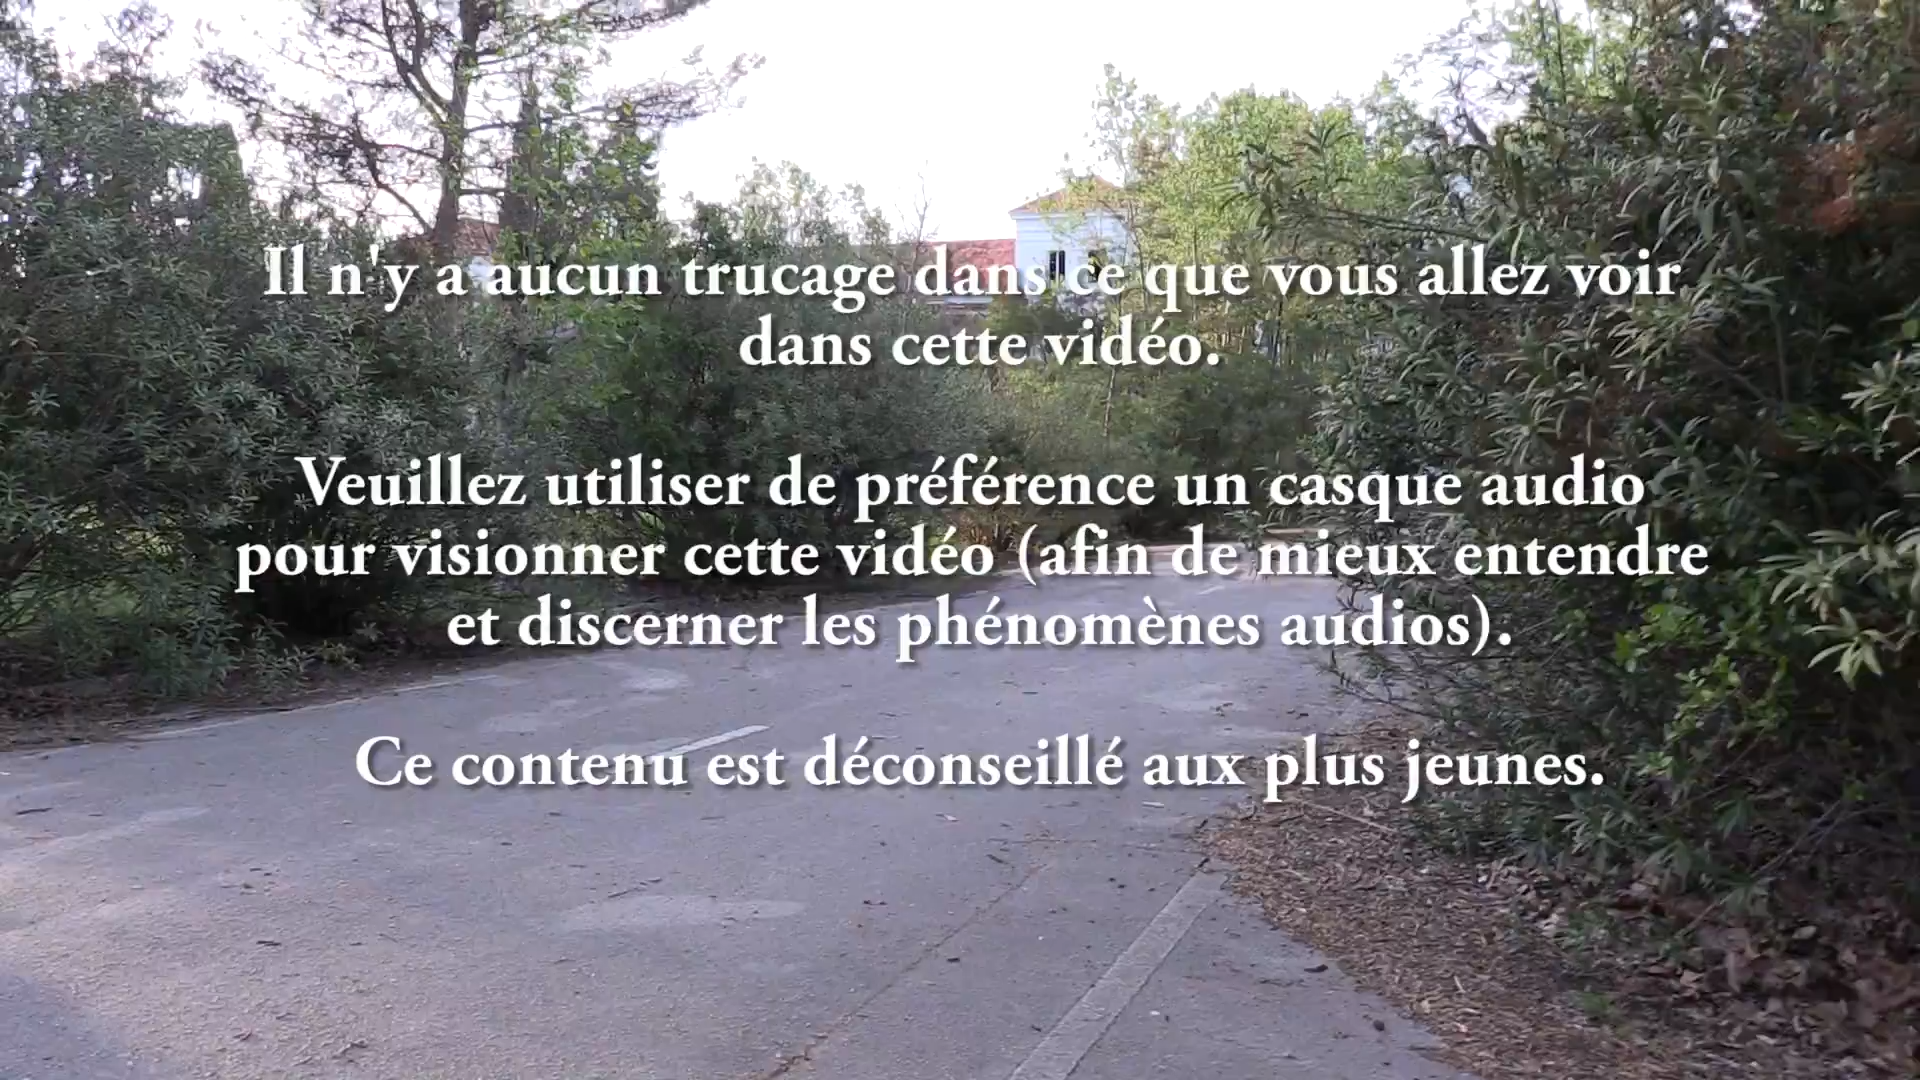 Il n'y a aucun trucage dans ce que vous allez voir
dans cette vidéo.
Veuillez utiliser de préférence un casque audio
pour visionner cette vidéo (afin de mieux entendre
et discerner les phénomènes audios).
Ce contenu est déconseillé aux plus jeunes.